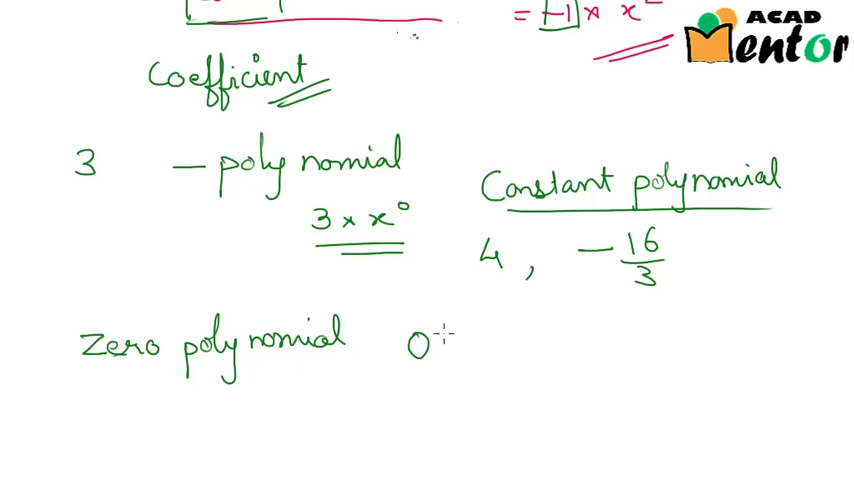 = -1 × x²
ACAD
Mentor
Coefficient
3 — polynomial
3 × x⁰
Constant polynomial
4 , — 16/3
Zero polynomial 0